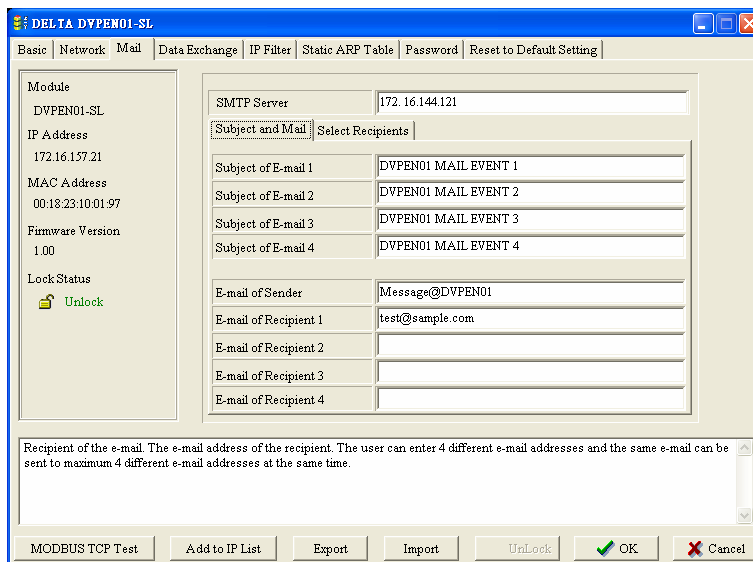 DELTA DVPEN01-SL
Basic Network Mail Data Exchange IP Filter Static ARP Table Password Reset to Default Setting
Module
DVPEN01-SL
IP Address
172.16.157.21
MAC Address
00:18:23:10:01:97
Firmware Version
1.00
Lock Status
Unlock
SMTP Server 172.16.144.121
Subject and Mail Select Recipients
Subject of E-mail 1 DVPEN01 MAIL EVENT 1
Subject of E-mail 2 DVPEN01 MAIL EVENT 2
Subject of E-mail 3 DVPEN01 MAIL EVENT 3
Subject of E-mail 4 DVPEN01 MAIL EVENT 4
E-mail of Sender Message@DVPEN01
E-mail of Recipient 1 test@sample.com
E-mail of Recipient 2
E-mail of Recipient 3
E-mail of Recipient 4
Recipient of the e-mail. The e-mail address of the recipient. The user can enter 4 different e-mail addresses and the same e-mail can be
sent to maximum 4 different e-mail addresses at the same time.
MODBUS TCP Test Add to IP List Export Import UnLock OK Cancel